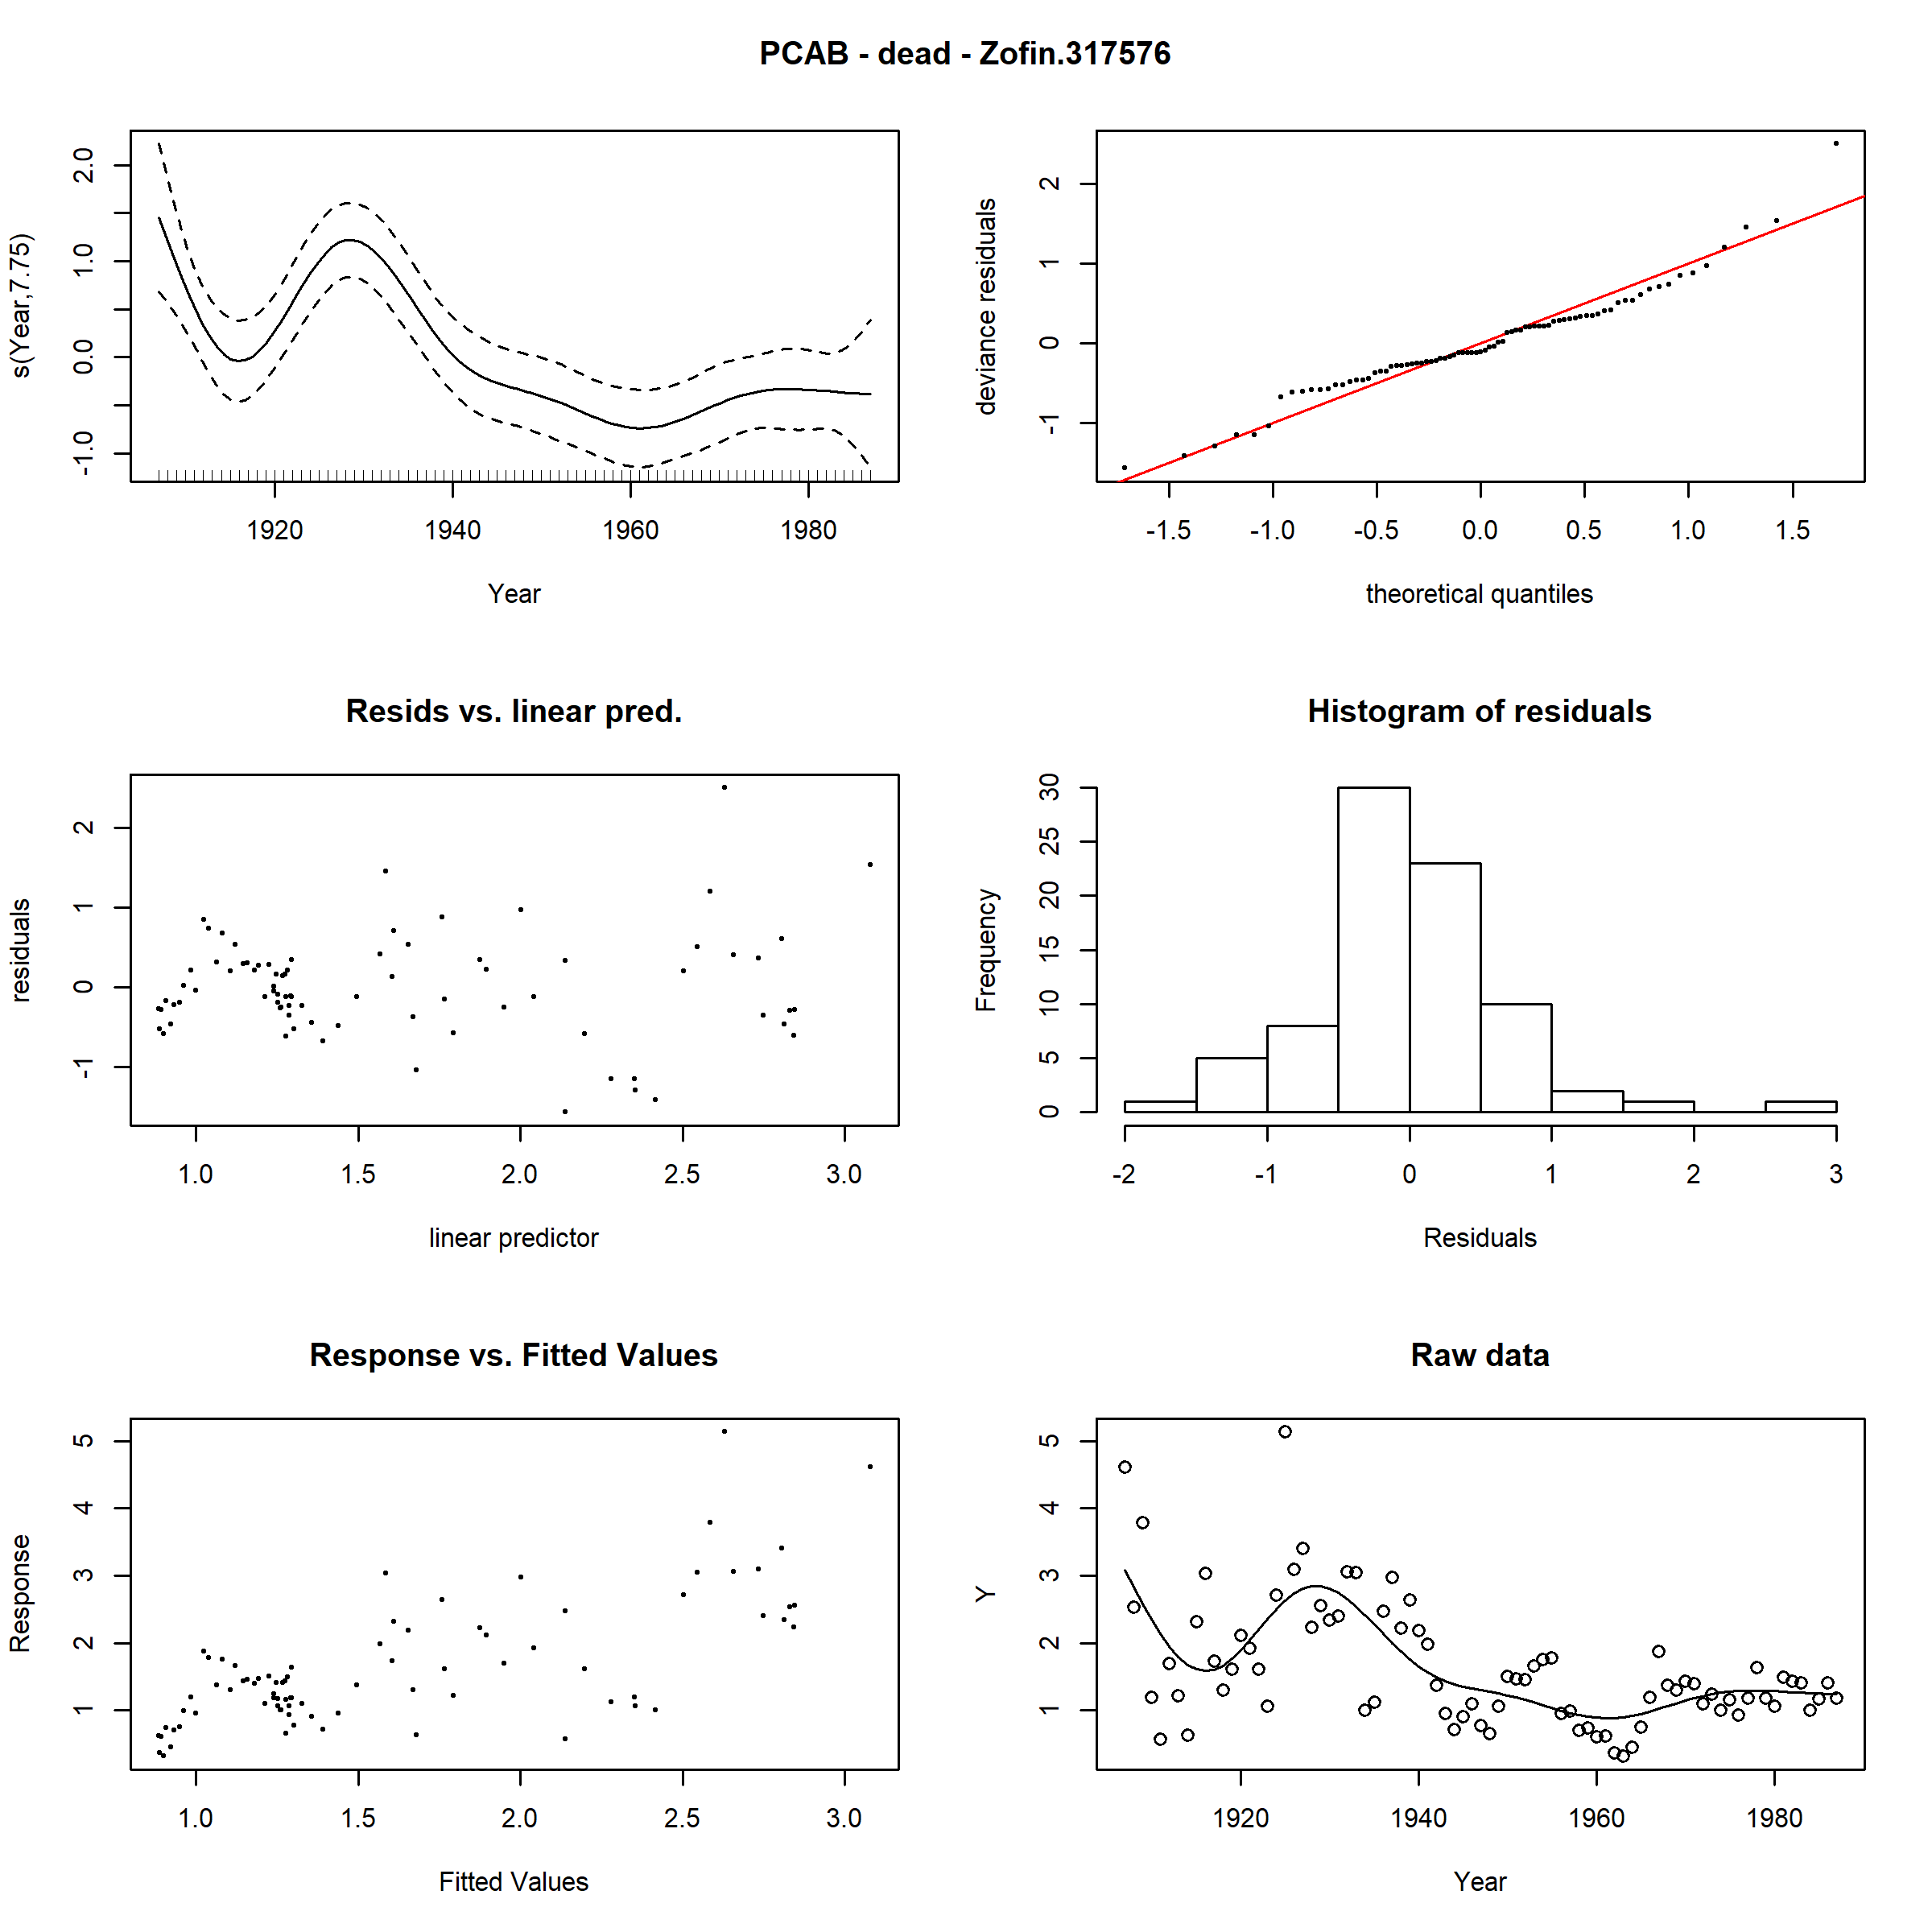 PCAB - dead - Zofin.317576
s(Year,7.75)
-1.0 0.0 1.0 2.0
1920 1940 1960 1980
Year
deviance residuals
-1 0 1 2
-1.5 -1.0 -0.5 0.0 0.5 1.0 1.5
theoretical quantiles
Resids vs. linear pred.
residuals
-1 0 1 2
1.0 1.5 2.0 2.5 3.0
linear predictor
Histogram of residuals
Frequency
0 5 10 15 20 25 30
-2 -1 0 1 2 3
Residuals
Response vs. Fitted Values
Response
1 2 3 4 5
1.0 1.5 2.0 2.5 3.0
Fitted Values
Raw data
Y
1 2 3 4 5
1920 1940 1960 1980
Year